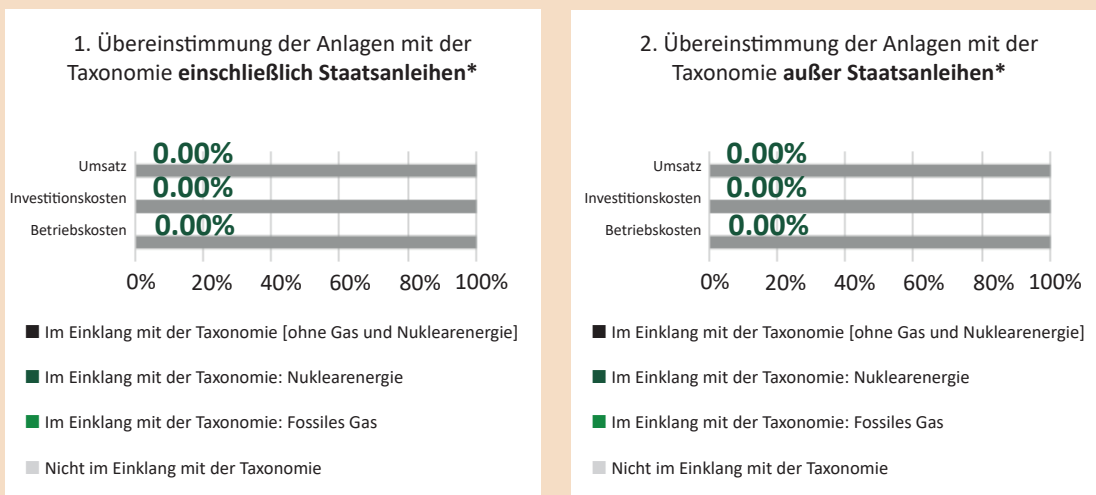 1. Übereinstimmung der Anlagen mit der
Taxonomie einschließlich Staatsanleihen*
0.00%
Umsatz
0.00%
Investitionskosten
0.00%
Betriebskosten
0% 20% 40% 60% 80% 100%
Im Einklang mit der Taxonomie [ohne Gas und Nuklearenergie]
Im Einklang mit der Taxonomie: Nuklearenergie
Im Einklang mit der Taxonomie: Fossiles Gas
Nicht im Einklang mit der Taxonomie
2. Übereinstimmung der Anlagen mit der
Taxonomie außer Staatsanleihen*
0.00%
Umsatz
0.00%
Investitionskosten
0.00%
Betriebskosten
0% 20% 40% 60% 80% 100%
Im Einklang mit der Taxonomie [ohne Gas und Nuklearenergie]
Im Einklang mit der Taxonomie: Nuklearenergie
Im Einklang mit der Taxonomie: Fossiles Gas
Nicht im Einklang mit der Taxonomie